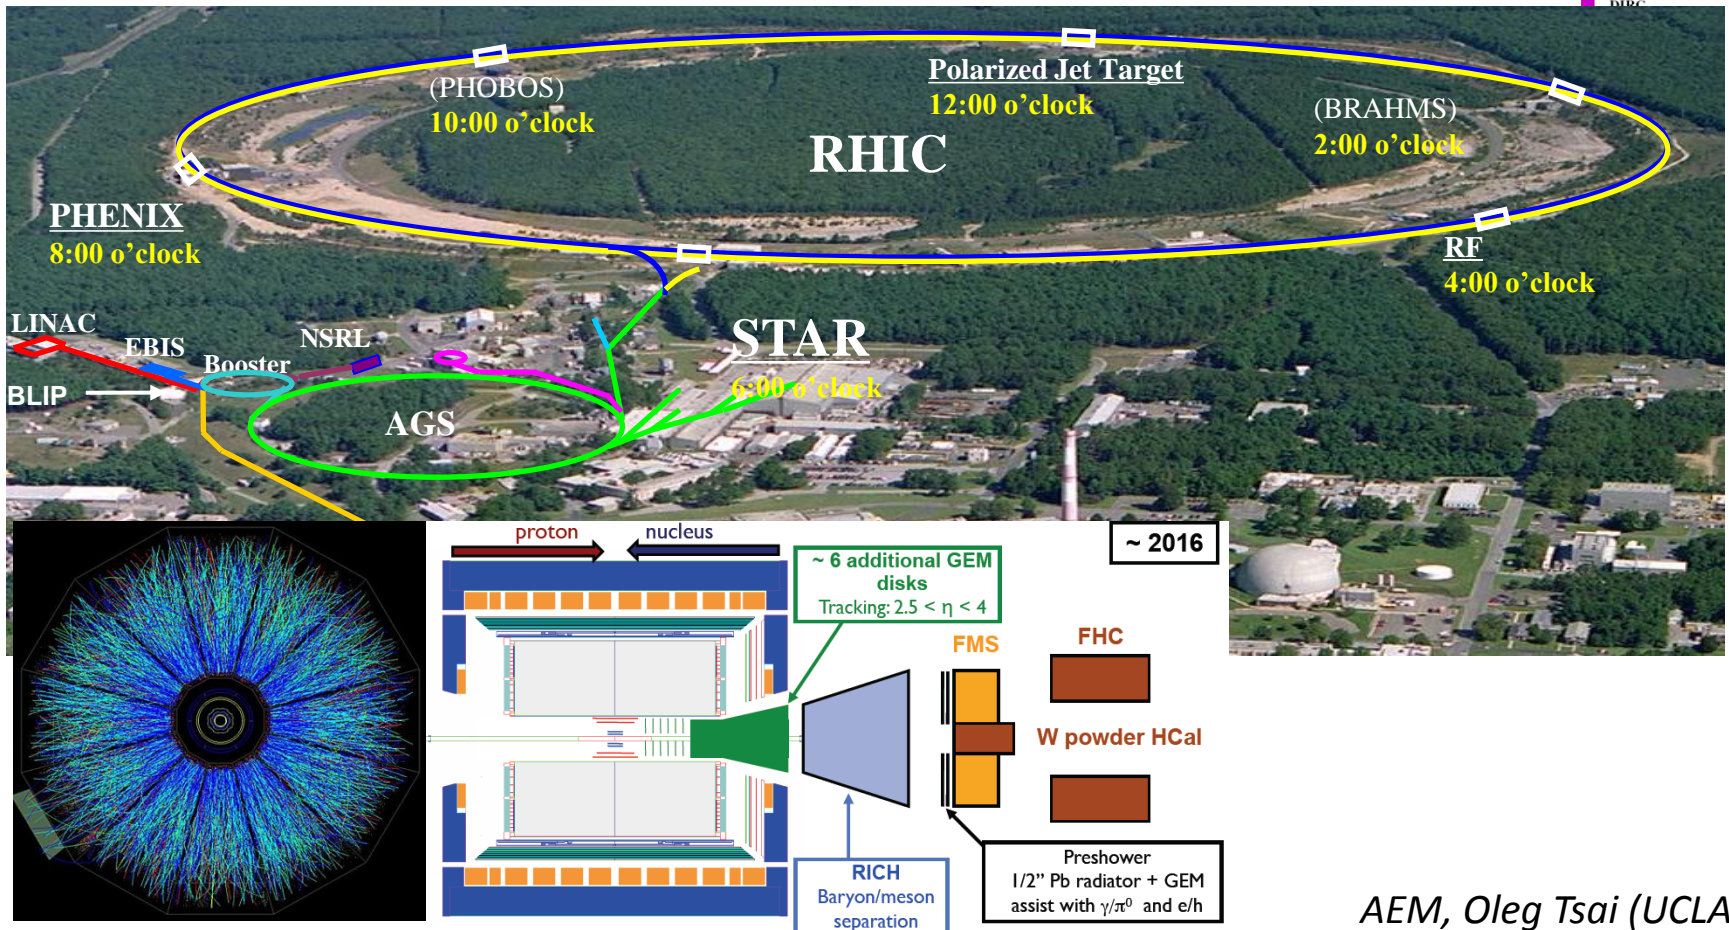 (PHOBOS)
10:00 o’clock
Polarized Jet Target
12:00 o’clock
(BRAHMS)
2:00 o’clock
RHIC
PHENIX
8:00 o’clock
RF
4:00 o’clock
LINAC
EBIS
Booster
NSRL
BLIP
AGS
STAR
6:00 o’clock
proton
nucleus
~ 2016
~ 6 additional GEM
disks
Tracking: 2.5 < η < 4
FMS
FHC
W powder HCal
RICH
Baryon/meson
separation
Preshower
1/2” Pb radiator + GEM
assist with γ/π⁰ and e/h
AEM, Oleg Tsai (UCLA